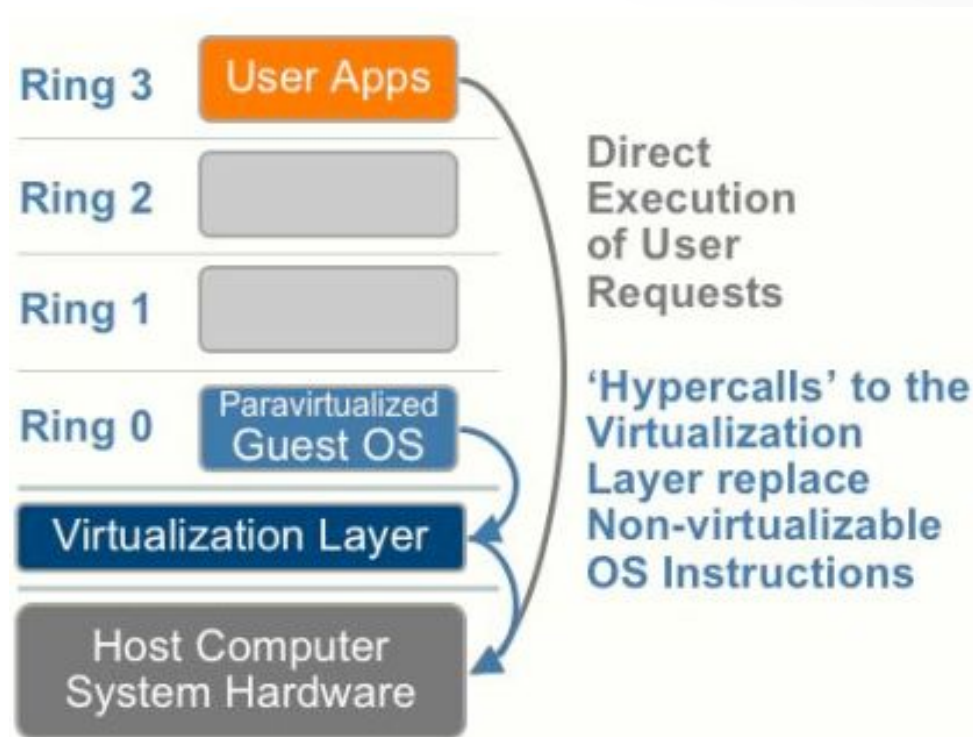 Ring 3
User Apps
Ring 2
Ring 1
Ring 0
Paravirtualized
Guest OS
Virtualization Layer
Host Computer
System Hardware
Direct
Execution
of User
Requests
‘Hypercalls’ to the
Virtualization
Layer replace
Non-virtualizable
OS Instructions